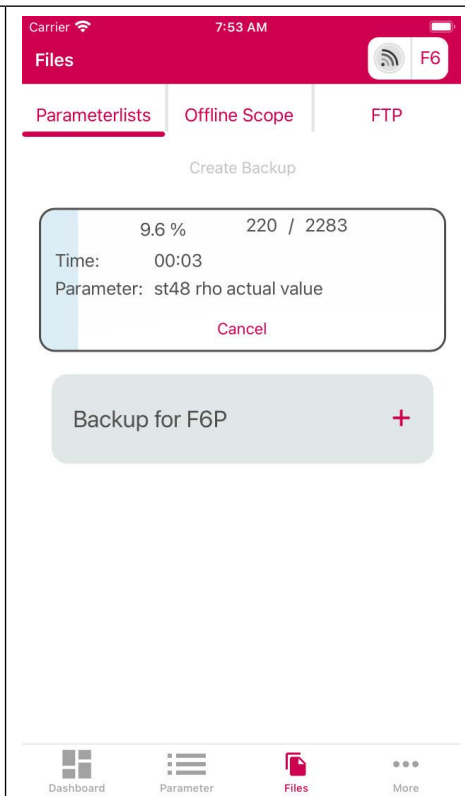 Carrier 7:53 AM
Files F6
Parameterlists Offline Scope FTP
Create Backup
9.6 % 220 / 2283
Time: 00:03
Parameter: st48 rho actual value
Cancel
Backup for F6P +
Dashboard Parameter Files More